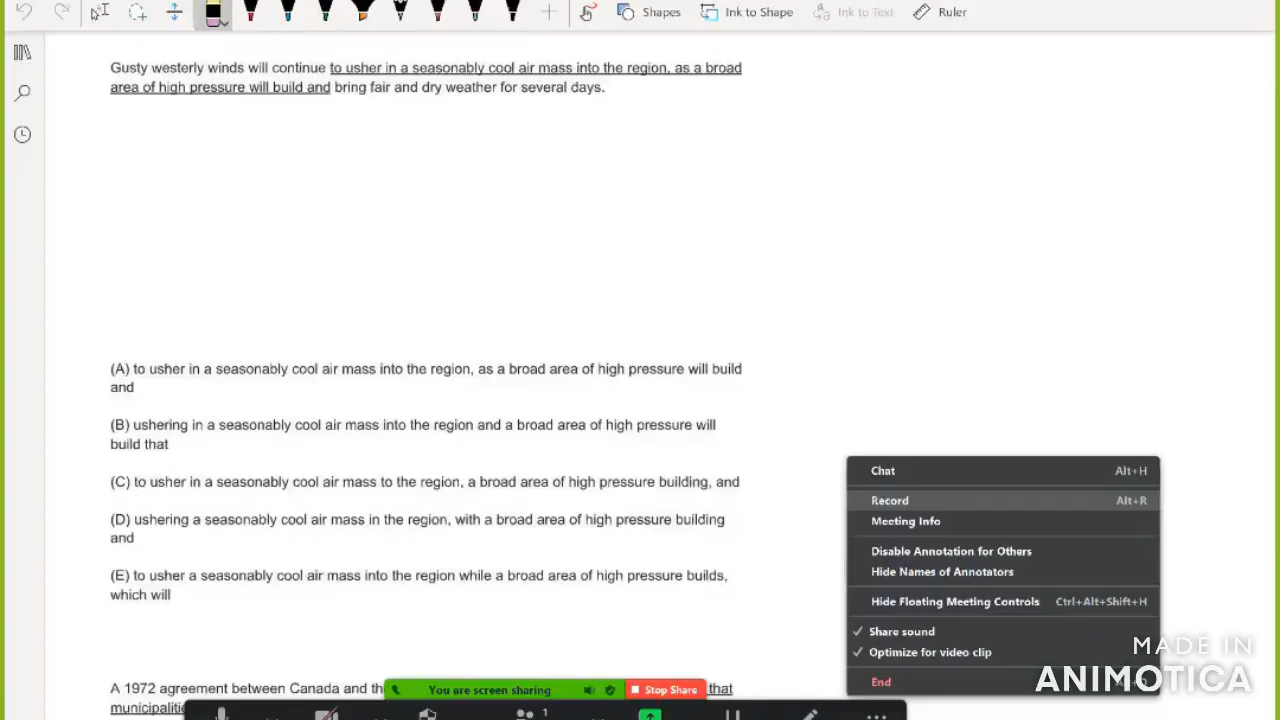 Shapes
Ink to Shape
Ink to Text
Ruler
Gusty westerly winds will continue to usher in a seasonably cool air mass into the region, as a broad
area of high pressure will build and bring fair and dry weather for several days.
(A) to usher in a seasonably cool air mass into the region, as a broad area of high pressure will build
and
(B) ushering in a seasonably cool air mass into the region and a broad area of high pressure will
build that
(C) to usher in a seasonably cool air mass to the region, a broad area of high pressure building, and
(D) ushering a seasonably cool air mass in the region, with a broad area of high pressure building
and
(E) to usher a seasonably cool air mass into the region while a broad area of high pressure builds,
which will
Chat Alt+H
Record Alt+R
Meeting Info
Disable Annotation for Others
Hide Names of Annotators
Hide Floating Meeting Controls Ctrl+Alt+Shift+H
Share sound
Optimize for video clip
End
MADE IN
ANIMOTICA
A 1972 agreement between Canada and that
You are screen sharing
Stop Share
1